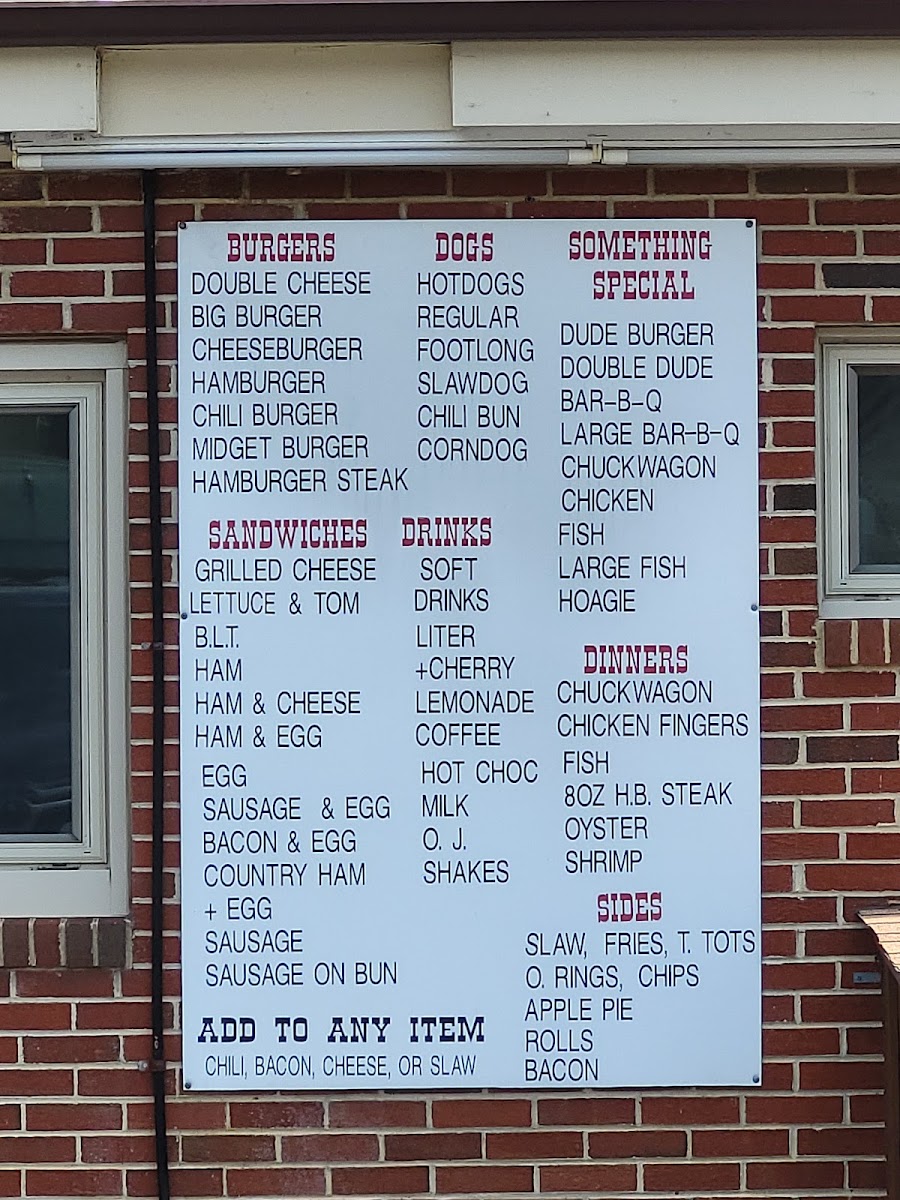 BURGERS
DOUBLE CHEESE
BIG BURGER
CHEESEBURGER
HAMBURGER
CHILI BURGER
MIDGET BURGER
HAMBURGER STEAK
DOGS
HOTDOGS
REGULAR
FOOTLONG
SLAWDOG
CHILI BUN
CORNDOG
SOMETHING
SPECIAL
DUDE BURGER
DOUBLE DUDE
BAR-B-Q
LARGE BAR-B-Q
CHUCKWAGON
CHICKEN
FISH
LARGE FISH
HOAGIE
SANDWICHES
GRILLED CHEESE
LETTUCE & TOM
B.L.T.
HAM
HAM & CHEESE
HAM & EGG
EGG
SAUSAGE & EGG
BACON & EGG
COUNTRY HAM
+ EGG
SAUSAGE
SAUSAGE ON BUN
DRINKS
SOFT
DRINKS
LITER
+CHERRY
LEMONADE
COFFEE
HOT CHOC
MILK
O. J.
SHAKES
DINNERS
CHUCKWAGON
CHICKEN FINGERS
FISH
8OZ H.B. STEAK
OYSTER
SHRIMP
SIDES
SLAW, FRIES, T. TOTS
O. RINGS, CHIPS
APPLE PIE
ROLLS
BACON
ADD TO ANY ITEM
CHILI, BACON, CHEESE, OR SLAW